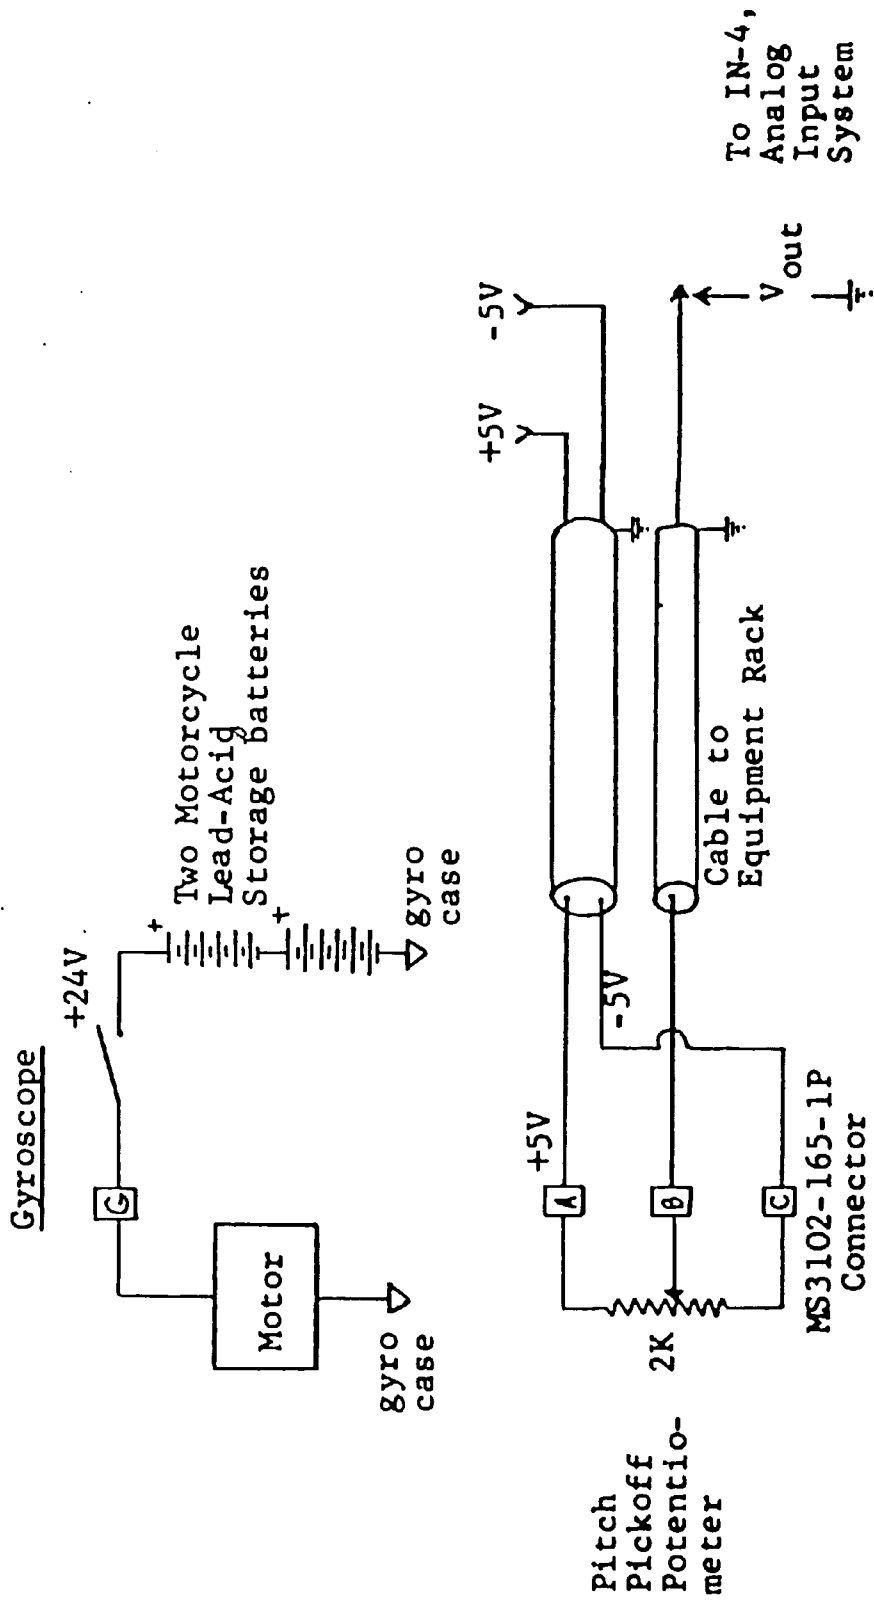 Gyroscope
+24V
G
Motor
gyro
case
+
+
Two Motorcycle
Lead-Acid
Storage batteries
gyro
case
Pitch
Pickoff
Potentio-
meter
2K
A
B
C
+5V
-5V
MS3102-165-1P
Connector
Cable to
Equipment Rack
+5V
-5V
Vout
To IN-4,
Analog
Input
System